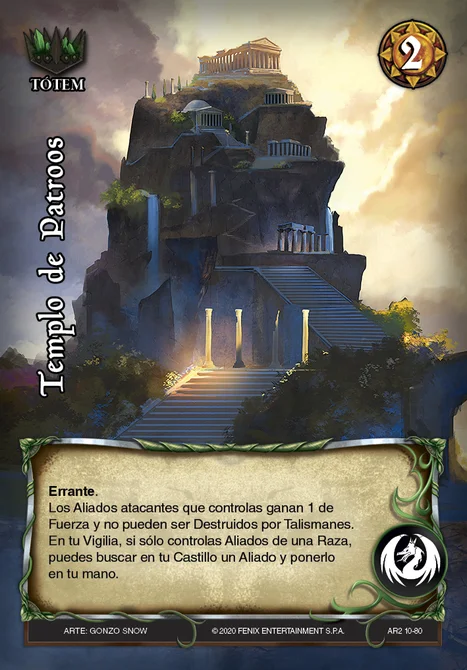 2
TÓTEM
Templo de Patroos
Errante.
Los Aliados atacantes que controlas ganan 1 de
Fuerza y no pueden ser Destruidos por Talismanes.
En tu Vigilia, si sólo controlas Aliados de una Raza,
puedes buscar en tu Castillo un Aliado y ponerlo
en tu mano.
ARTE: GONZO SNOW
© 2020 FENIX ENTERTAINMENT S.P.A.
AR2 10-80